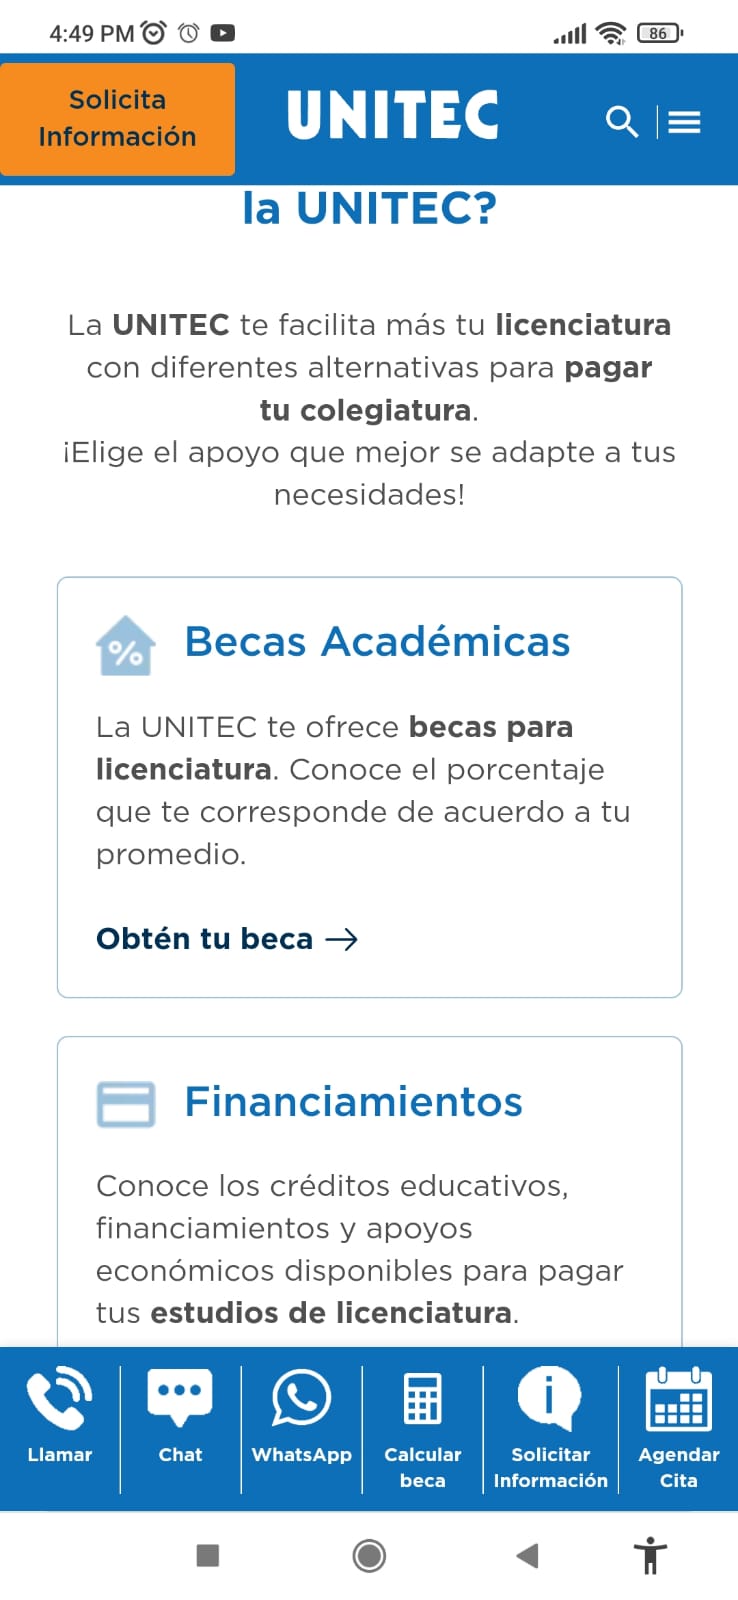 4:49 PM
86
Solicita
Información
UNITEC
la UNITEC?
La UNITEC te facilita más tu licenciatura
con diferentes alternativas para pagar
tu colegiatura.
¡Elige el apoyo que mejor se adapte a tus
necesidades!
%
Becas Académicas
La UNITEC te ofrece becas para
licenciatura. Conoce el porcentaje
que te corresponde de acuerdo a tu
promedio.
Obtén tu beca →
Financiamientos
Conoce los créditos educativos,
financiamientos y apoyos
económicos disponibles para pagar
tus estudios de licenciatura.
Llamar
Chat
WhatsApp
Calcular
beca
Solicitar
Información
Agendar
Cita